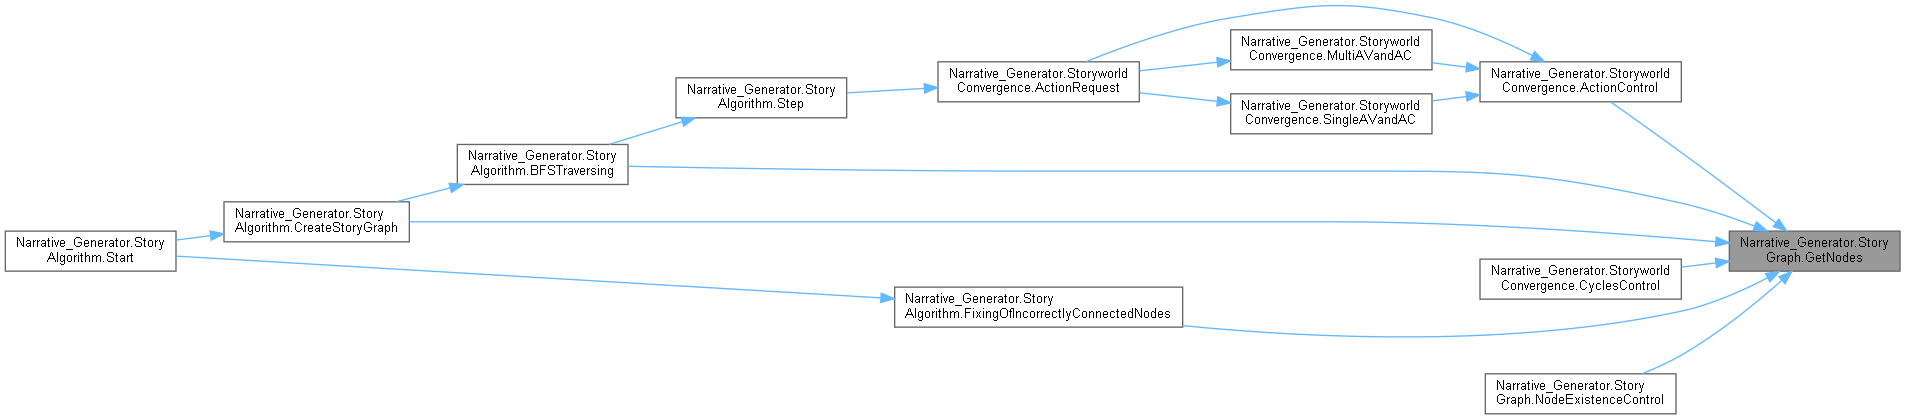 Narrative_Generator.Storyworld
Convergence.MultiAVandAC
Narrative_Generator.Storyworld
Convergence.ActionRequest
Narrative_Generator.Storyworld
Convergence.ActionControl
Narrative_Generator.Story
Algorithm.Step
Narrative_Generator.Storyworld
Convergence.SingleAVandAC
Narrative_Generator.Story
Algorithm.BFSTraversing
Narrative_Generator.Story
Algorithm.CreateStoryGraph
Narrative_Generator.Story
Algorithm.Start
Narrative_Generator.Story
Graph.GetNodes
Narrative_Generator.Storyworld
Convergence.CyclesControl
Narrative_Generator.Story
Algorithm.FixingOfIncorrectlyConnectedNodes
Narrative_Generator.Story
Graph.NodeExistenceControl